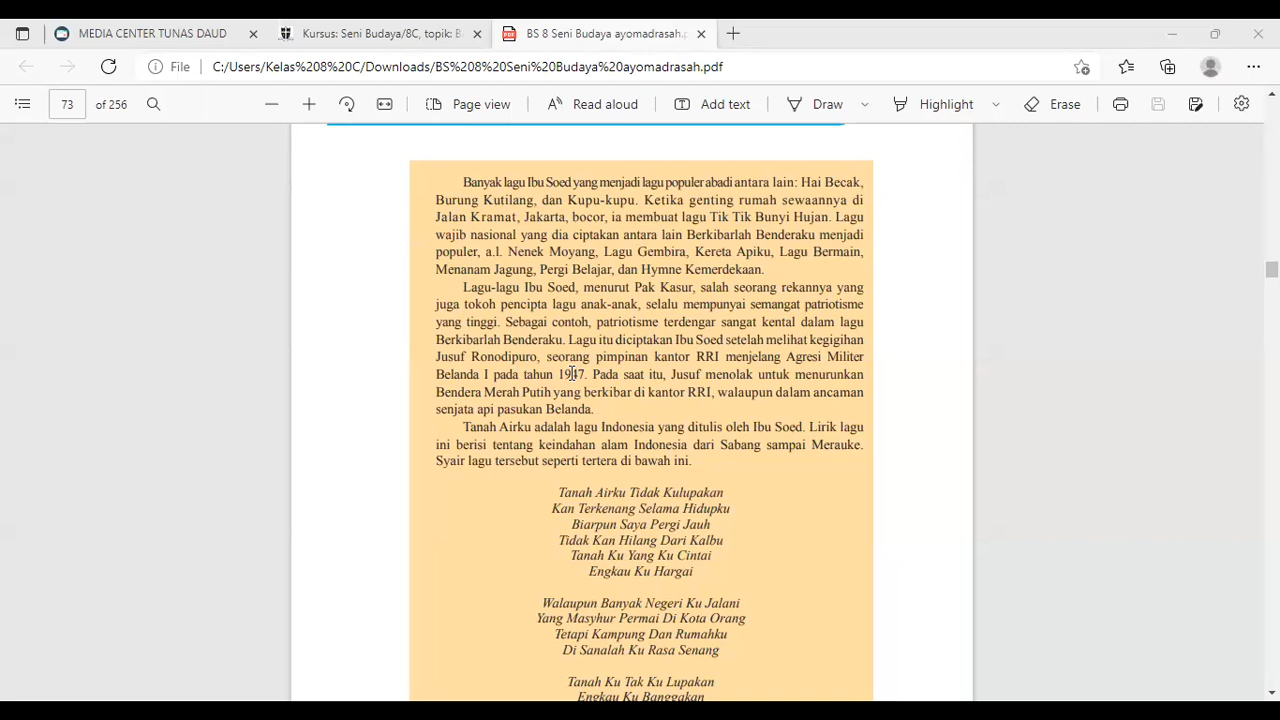 MEDIA CENTER TUNAS DAUD
Kursus: Seni Budaya/8C, topik: B
BS 8 Seni Budaya ayomadrasah.p
File
C:/Users/Kelas%208%20C/Downloads/BS%208%20Seni%20Budaya%20ayomadrasah.pdf
73 of 256
Page view
Read aloud
Add text
Draw
Highlight
Erase
Banyak lagu Ibu Soed yang menjadi lagu populer abadi antara lain: Hai Becak,
Burung Kutilang, dan Kupu-kupu. Ketika genting rumah sewaannya di
Jalan Kramat, Jakarta, bocor, ia membuat lagu Tik Tik Bunyi Hujan. Lagu
wajib nasional yang dia ciptakan antara lain Berkibarlah Benderaku menjadi
populer, a.l. Nenek Moyang, Lagu Gembira, Kereta Apiku, Lagu Bermain,
Menanam Jagung, Pergi Belajar, dan Hymne Kemerdekaan.
Lagu-lagu Ibu Soed, menurut Pak Kasur, salah seorang rekannya yang
juga tokoh pencipta lagu anak-anak, selalu mempunyai semangat patriotisme
yang tinggi. Sebagai contoh, patriotisme terdengar sangat kental dalam lagu
Berkibarlah Benderaku. Lagu itu diciptakan Ibu Soed setelah melihat kegigihan
Jusuf Ronodipuro, seorang pimpinan kantor RRI menjelang Agresi Militer
Belanda I pada tahun 1947. Pada saat itu, Jusuf menolak untuk menurunkan
Bendera Merah Putih yang berkibar di kantor RRI, walaupun dalam ancaman
senjata api pasukan Belanda.
Tanah Airku adalah lagu Indonesia yang ditulis oleh Ibu Soed. Lirik lagu
ini berisi tentang keindahan alam Indonesia dari Sabang sampai Merauke.
Syair lagu tersebut seperti tertera di bawah ini.
Tanah Airku Tidak Kulupakan
Kan Terkenang Selama Hidupku
Biarpun Saya Pergi Jauh
Tidak Kan Hilang Dari Kalbu
Tanah Ku Yang Ku Cintai
Engkau Ku Hargai
Walaupun Banyak Negeri Ku Jalani
Yang Masyhur Permai Di Kota Orang
Tetapi Kampung Dan Rumahku
Di Sanalah Ku Rasa Senang
Tanah Ku Tak Ku Lupakan
Engkau Ku Banggakan